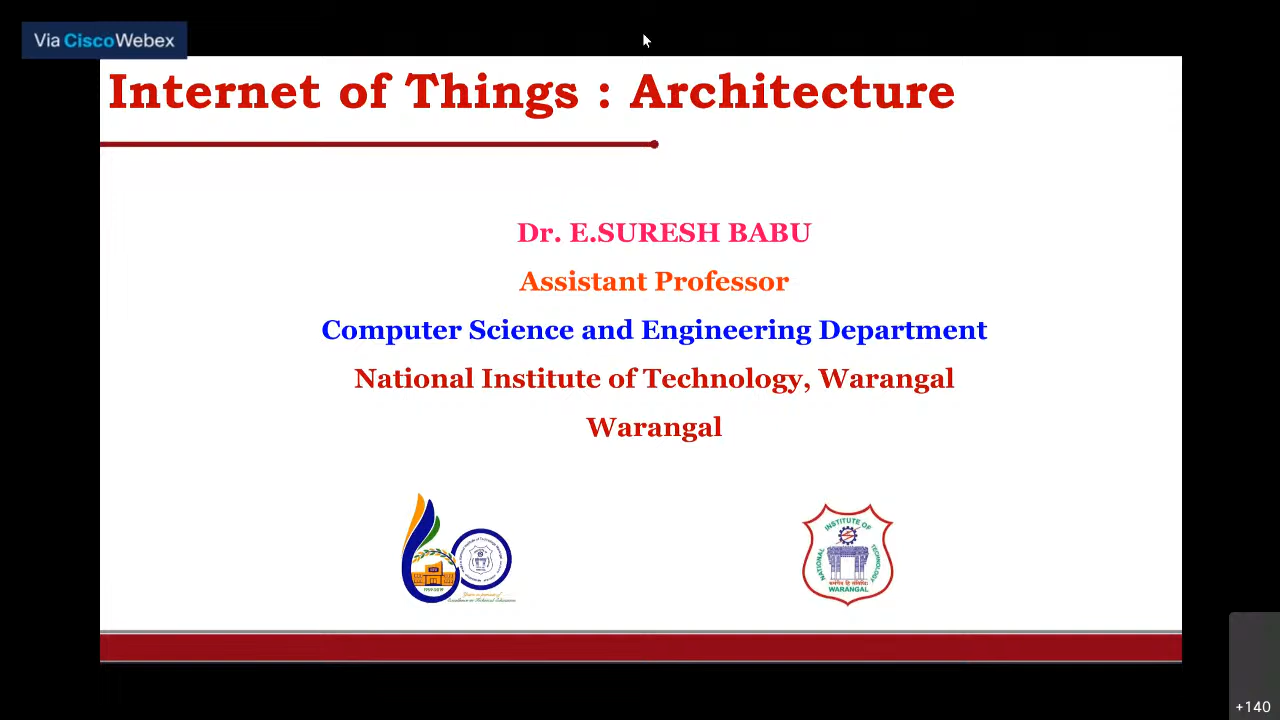 Via CiscoWebex
Internet of Things : Architecture
Dr. E.SURESH BABU
Assistant Professor
Computer Science and Engineering Department
National Institute of Technology, Warangal
Warangal
INSTITUTE OF
NATIONAL
TECHNOLOGY
WARANGAL
+140